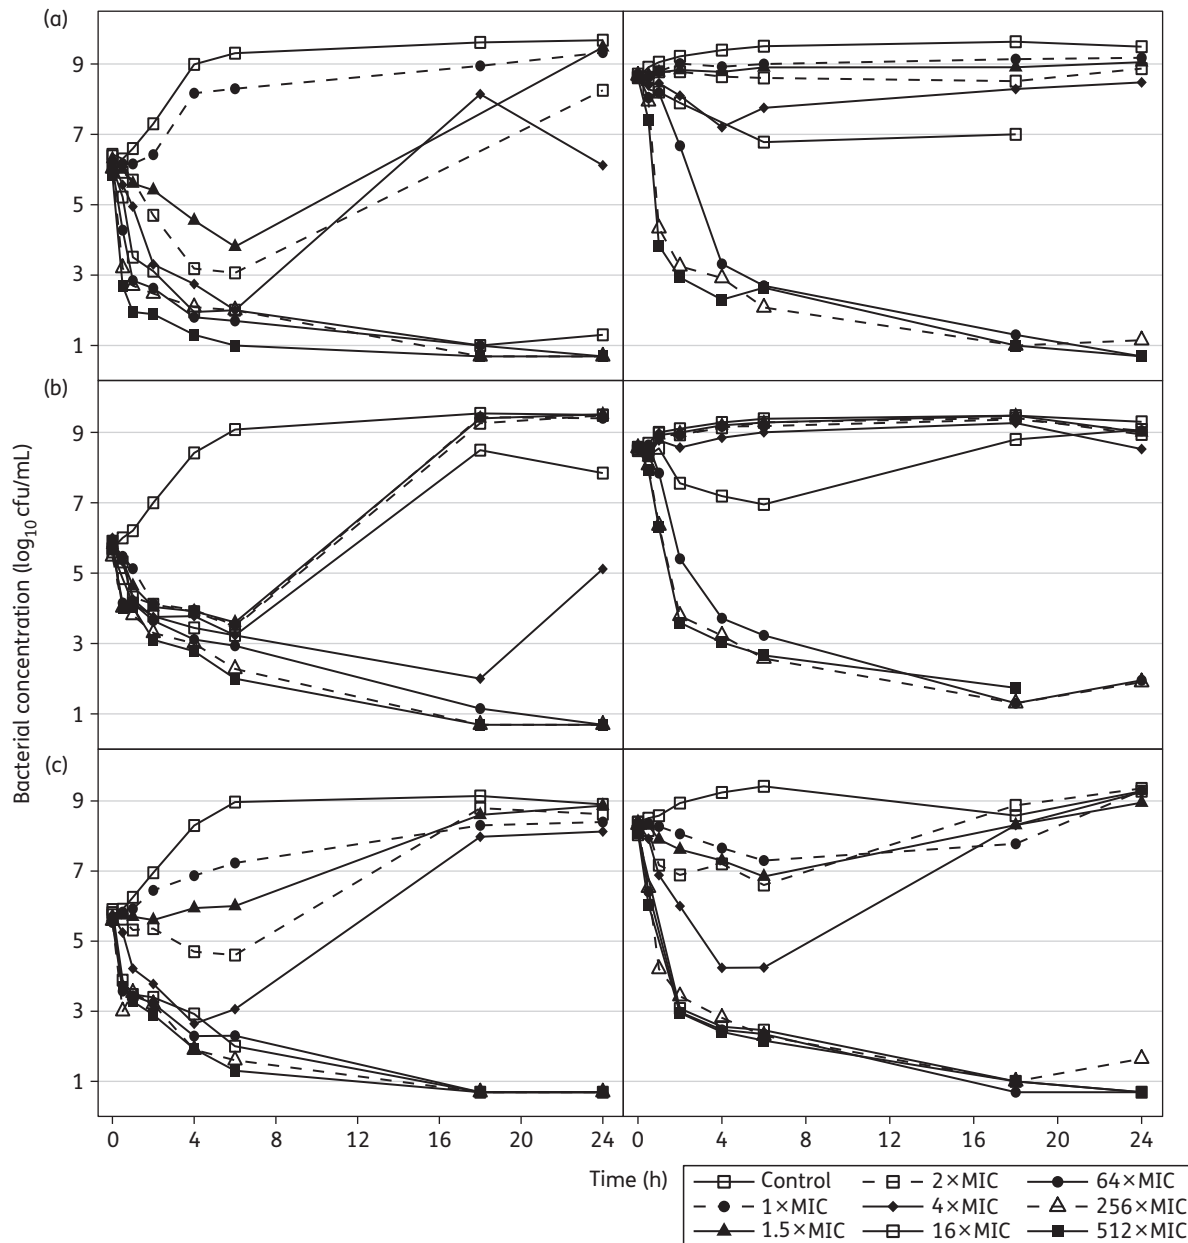 (a)
9
7
5
3
1
(b)
9
7
5
3
1
(c)
9
7
5
3
1
Bacterial concentration (log10 cfu/mL)
0 4 8 12 16 20 24 0 4 8 12 16 20 24
Time (h)
Control 2×MIC 64×MIC
1×MIC 4×MIC 256×MIC
1.5×MIC 16×MIC 512×MIC